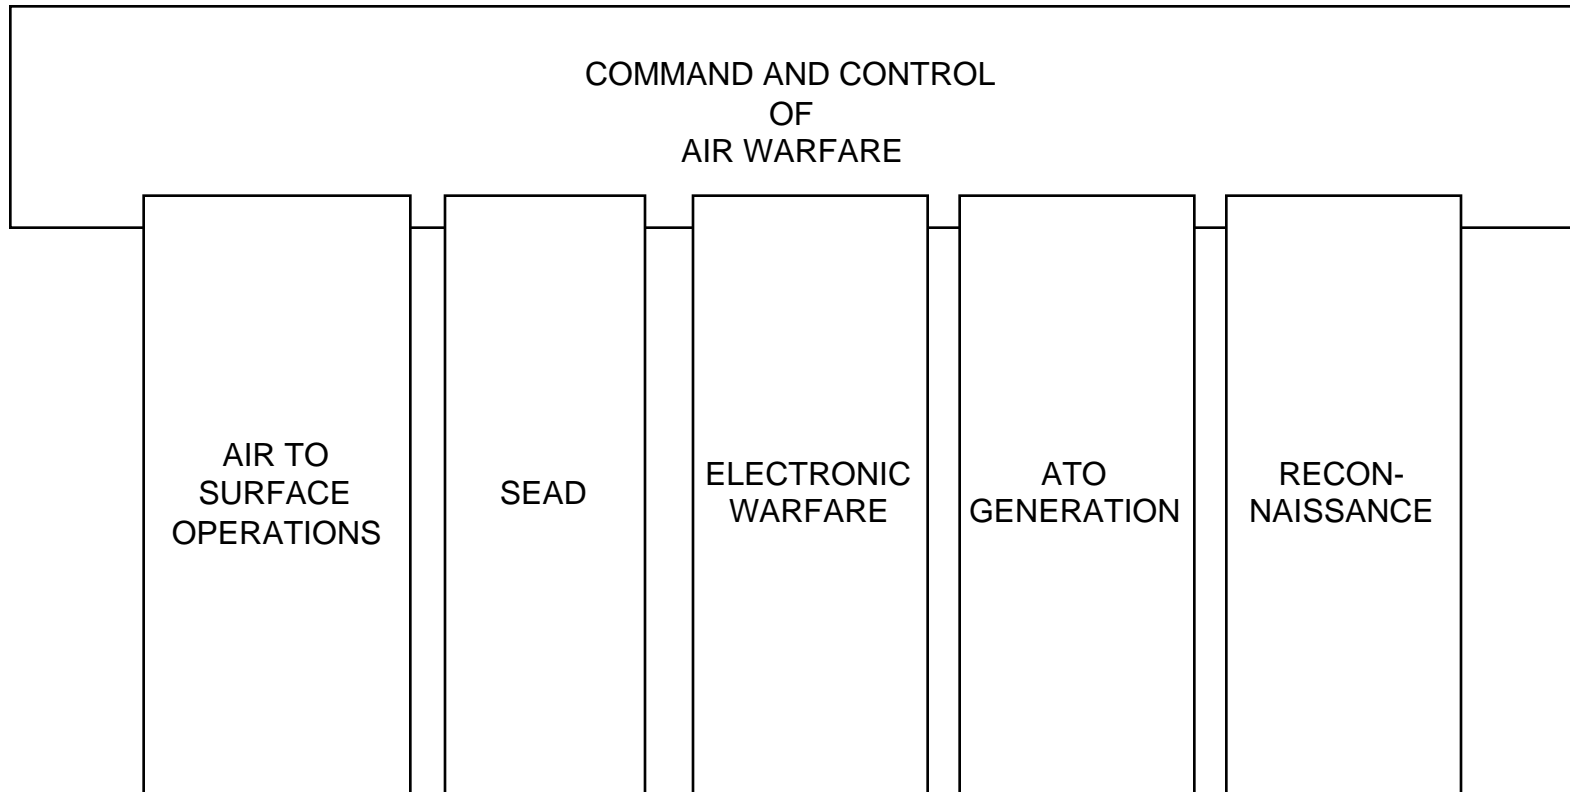 COMMAND AND CONTROL
OF
AIR WARFARE
AIR TO
SURFACE
OPERATIONS
SEAD
ELECTRONIC
WARFARE
ATO
GENERATION
RECON-
NAISSANCE